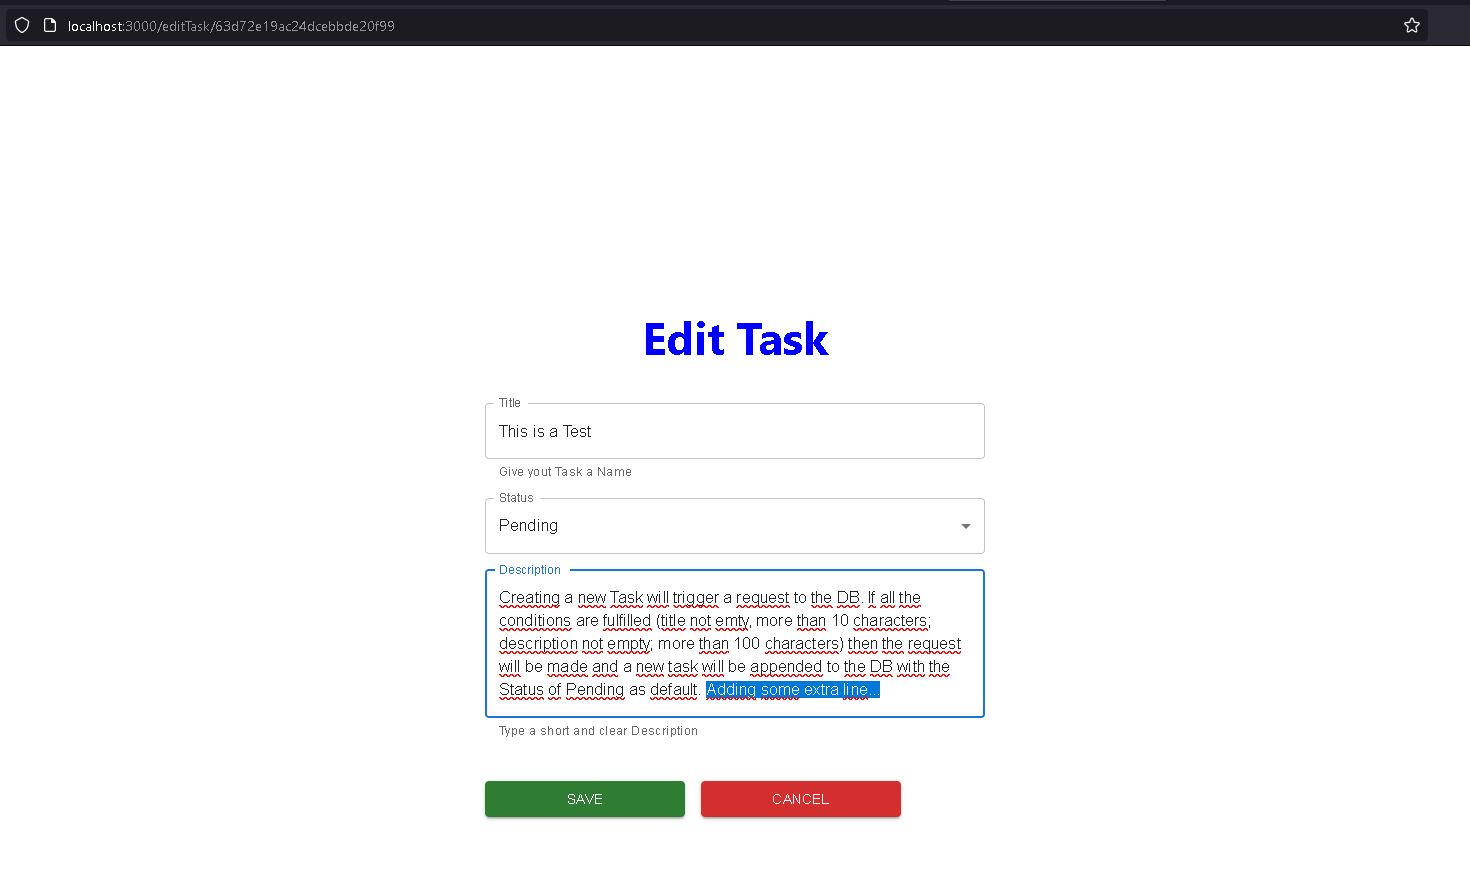 localhost:3000/editTask/63d72e19ac24dcebbde20f99
Edit Task
Title
This is a Test
Give yout Task a Name
Status
Pending
Description
Creating a new Task will trigger a request to the DB. If all the
conditions are fulfilled (title not emty, more than 10 characters;
description not empty; more than 100 characters) then the request
will be made and a new task will be appended to the DB with the
Status of Pending as default. Adding some extra line...
Type a short and clear Description
SAVE
CANCEL